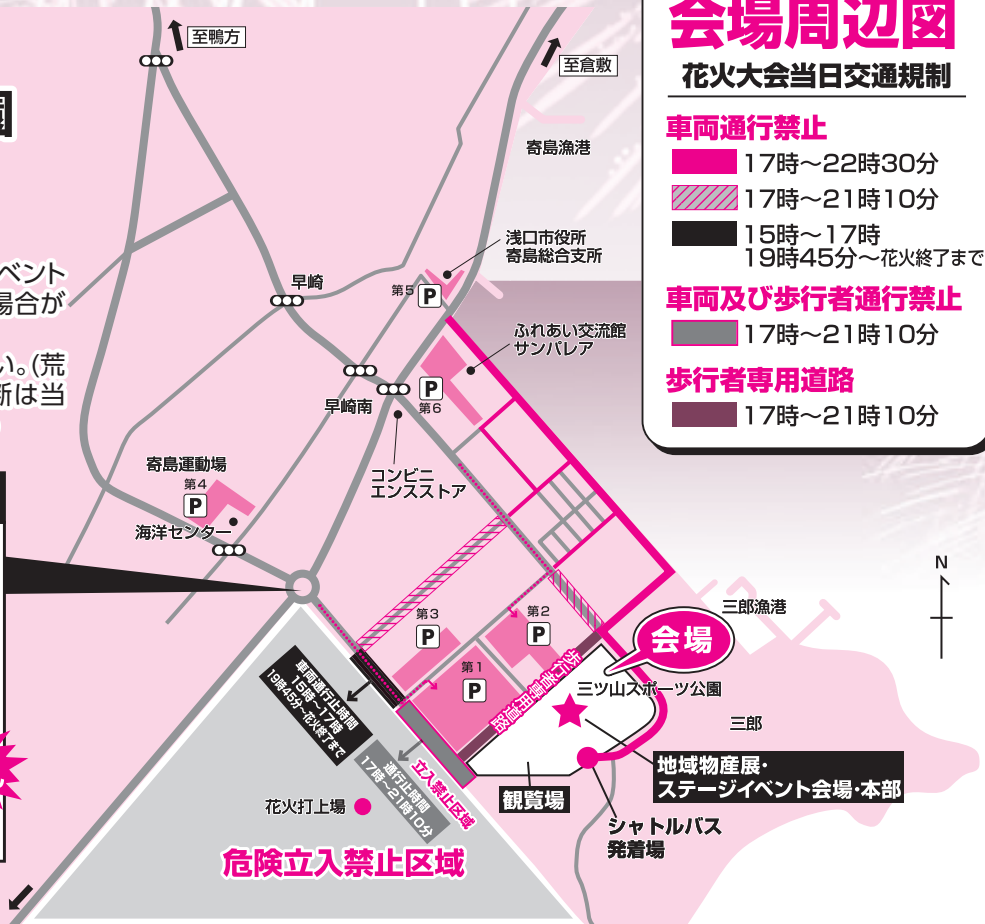 会場周辺図
花火大会当日交通規制
車両通行禁止
17時～22時30分
17時～21時10分
15時～17時
19時45分～花火終了まで
車両及び歩行者通行禁止
17時～21時10分
歩行者専用道路
17時～21時10分
至鴨方
至倉敷
園
寄島漁港
浅口市役所
寄島総合支所
ベント
場合が
早崎
第5
P
ふれあい交流館
サンパレア
い。(荒
断は当
P
第6
早崎南
コンビニ
エンスストア
寄島運動場
第4
P
海洋センター
N
第3
P
第2
P
三郎漁港
会場
第1
P
歩行者専用道路
三ツ山スポーツ公園
三郎
車両通行止時間
15時～17時
19時45分～花火終了まで
通行止時間
17時～21時10分
立入禁止区域
地域物産展・
ステージイベント会場・本部
観覧場
花火打上場
シャトルバス
発着場
危険立入禁止区域